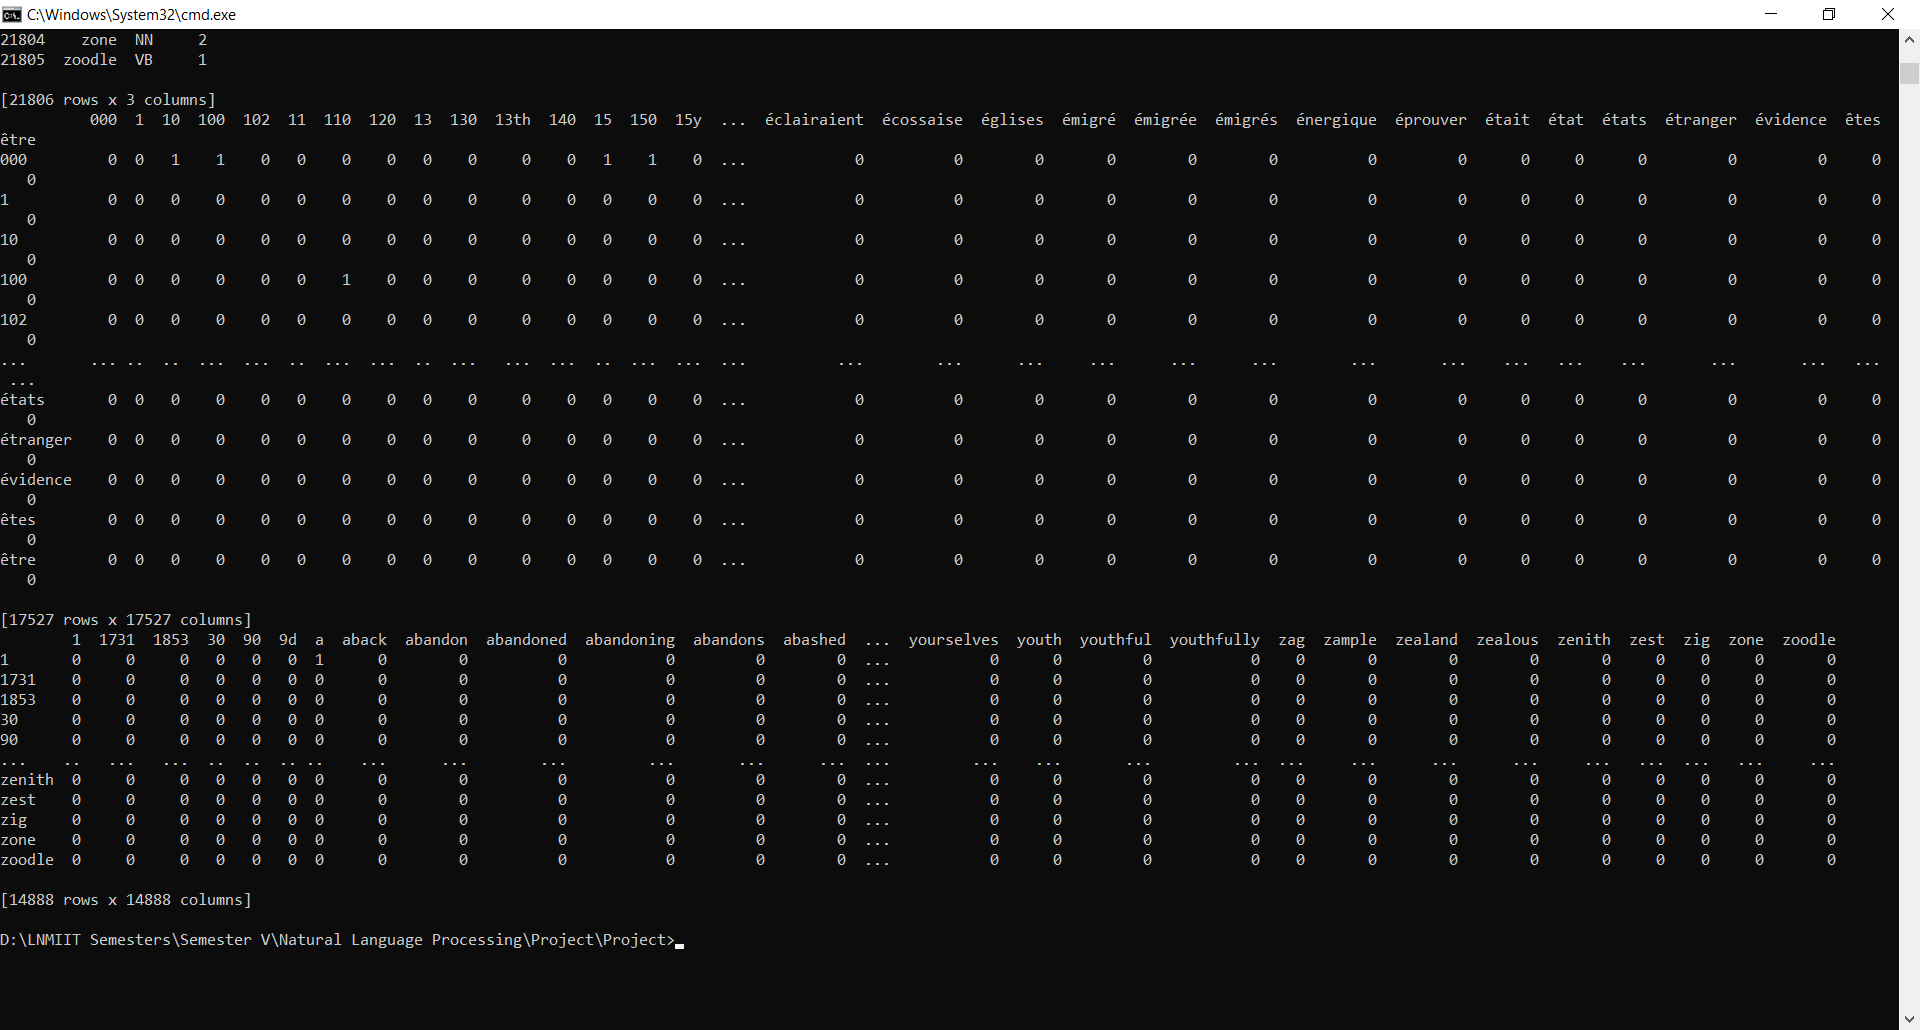 C:\Windows\System32\cmd.exe
21804    zone  NN     2
21805  zoodle  VB     1
[21806 rows x 3 columns]
          000  1  10  100  102  11  110  120  13  130  13th  140  15  150  15y  ...  éclairaient  écossaise  églises  émigré  émigrée  émigrés  énergique  éprouver  était  état  états  étranger  évidence  êtes
être
000         0  0   1    1    0   0    0    0   0    0     0    0   1    1    0  ...            0          0        0       0        0        0          0         0      0     0      0         0         0     0
   0
1           0  0   0    0    0   0    0    0   0    0     0    0   0    0    0  ...            0          0        0       0        0        0          0         0      0     0      0         0         0     0
   0
10          0  0   0    0    0   0    0    0   0    0     0    0   0    0    0  ...            0          0        0       0        0        0          0         0      0     0      0         0         0     0
   0
100         0  0   0    0    0   0    1    0   0    0     0    0   0    0    0  ...            0          0        0       0        0        0          0         0      0     0      0         0         0     0
   0
102         0  0   0    0    0   0    0    0   0    0     0    0   0    0    0  ...            0          0        0       0        0        0          0         0      0     0      0         0         0     0
   0
...       ... ..  ..  ...  ...  ..  ...  ...  ..  ...   ...  ...  ..  ...  ...  ...          ...        ...      ...     ...      ...      ...        ...       ...    ...   ...    ...       ...       ...   ...
 ...
états       0  0   0    0    0   0    0    0   0    0     0    0   0    0    0  ...            0          0        0       0        0        0          0         0      0     0      0         0         0     0
   0
étranger    0  0   0    0    0   0    0    0   0    0     0    0   0    0    0  ...            0          0        0       0        0        0          0         0      0     0      0         0         0     0
   0
évidence    0  0   0    0    0   0    0    0   0    0     0    0   0    0    0  ...            0          0        0       0        0        0          0         0      0     0      0         0         0     0
   0
êtes        0  0   0    0    0   0    0    0   0    0     0    0   0    0    0  ...            0          0        0       0        0        0          0         0      0     0      0         0         0     0
   0
être        0  0   0    0    0   0    0    0   0    0     0    0   0    0    0  ...            0          0        0       0        0        0          0         0      0     0      0         0         0     0
   0
[17527 rows x 17527 columns]
        1  1731  1853  30  90  9d  a  aback  abandon  abandoned  abandoning  abandons  abashed  ...  yourselves  youth  youthful  youthfully  zag  zample  zealand  zealous  zenith  zest  zig  zone  zoodle
1       0     0     0   0   0   0  1      0        0          0           0         0        0  ...           0      0         0           0    0       0        0        0       0     0    0     0       0
1731    0     0     0   0   0   0  0      0        0          0           0         0        0  ...           0      0         0           0    0       0        0        0       0     0    0     0       0
1853    0     0     0   0   0   0  0      0        0          0           0         0        0  ...           0      0         0           0    0       0        0        0       0     0    0     0       0
30      0     0     0   0   0   0  0      0        0          0           0         0        0  ...           0      0         0           0    0       0        0        0       0     0    0     0       0
90      0     0     0   0   0   0  0      0        0          0           0         0        0  ...           0      0         0           0    0       0        0        0       0     0    0     0       0
...    ..   ...   ...  ..  ..  .. ..    ...      ...        ...         ...       ...      ...  ...         ...    ...       ...         ...  ...     ...      ...      ...     ...   ...  ...   ...     ...
zenith  0     0     0   0   0   0  0      0        0          0           0         0        0  ...           0      0         0           0    0       0        0        0       0     0    0     0       0
zest    0     0     0   0   0   0  0      0        0          0           0         0        0  ...           0      0         0           0    0       0        0        0       0     0    0     0       0
zig     0     0     0   0   0   0  0      0        0          0           0         0        0  ...           0      0         0           0    0       0        0        0       0     0    0     0       0
zone    0     0     0   0   0   0  0      0        0          0           0         0        0  ...           0      0         0           0    0       0        0        0       0     0    0     0       0
zoodle  0     0     0   0   0   0  0      0        0          0           0         0        0  ...           0      0         0           0    0       0        0        0       0     0    0     0       0
[14888 rows x 14888 columns]
D:\LNMIIT Semesters\Semester V\Natural Language Processing\Project\Project>